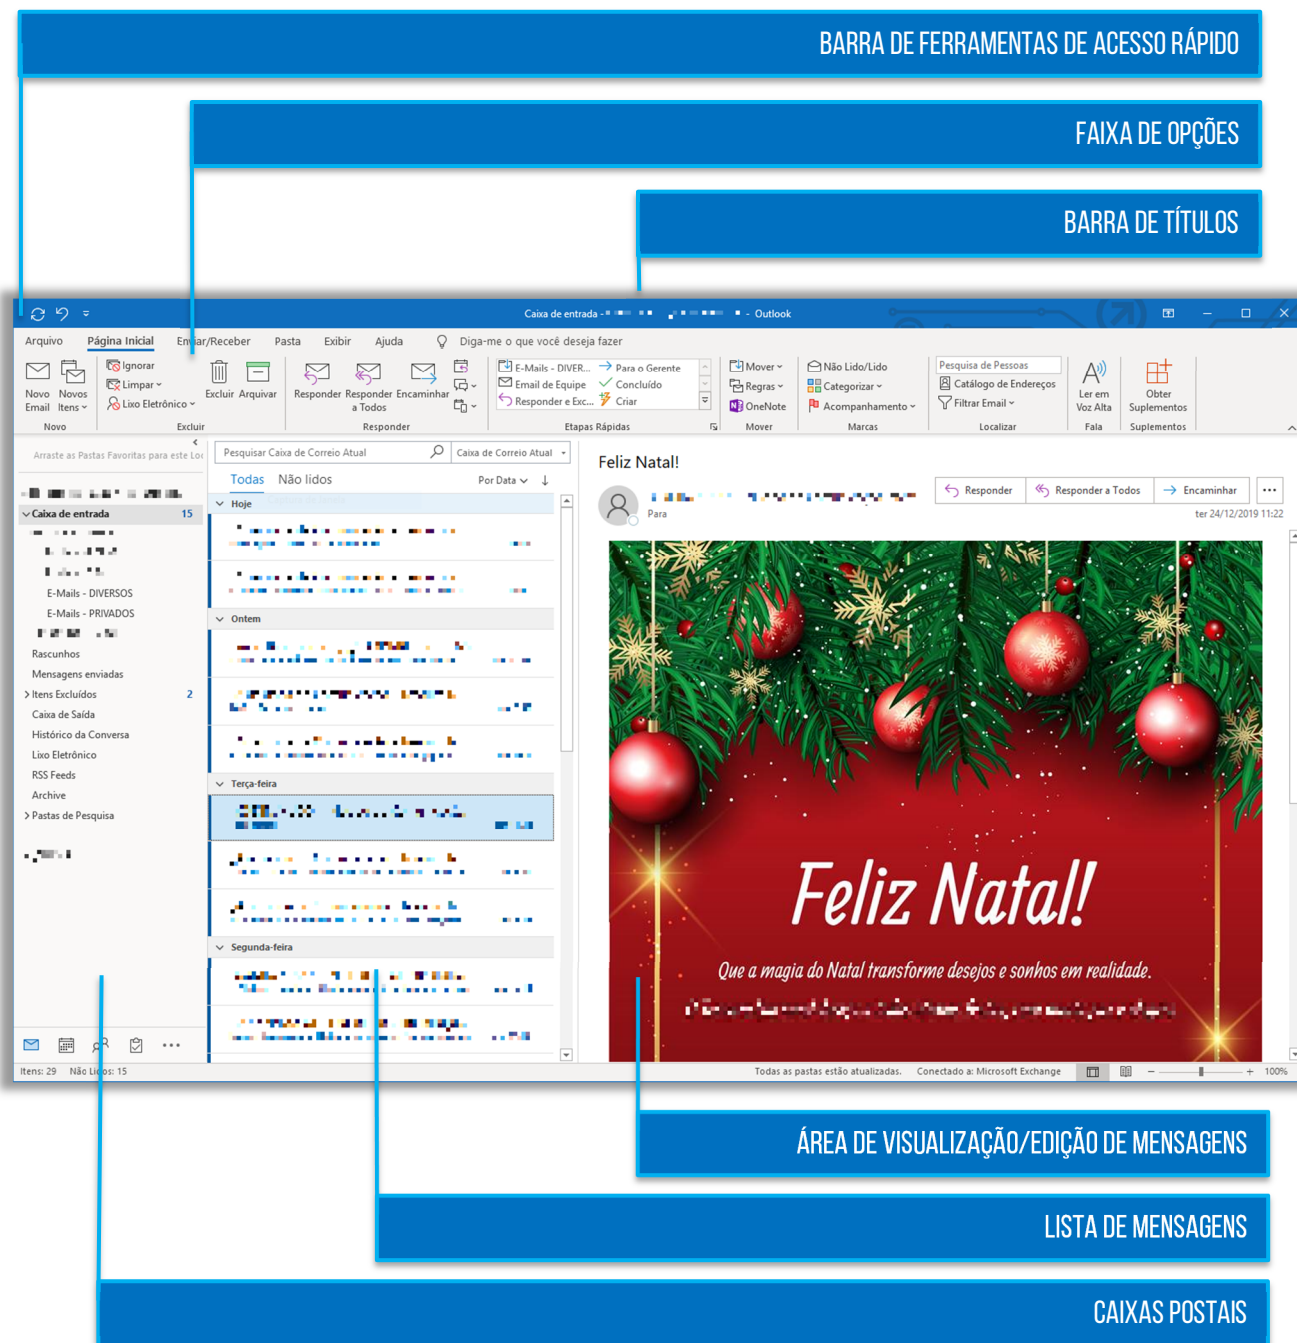 BARRA DE FERRAMENTAS DE ACESSO RÁPIDO
FAIXA DE OPÇÕES
BARRA DE TÍTULOS
Caixa de entrada - - Outlook
Arquivo Página Inicial Enviar/Receber Pasta Exibir Ajuda Diga-me o que você deseja fazer
Novo Email
Novos Itens
Novo
Ignorar
Limpar
Lixo Eletrônico
Excluir Arquivar
Excluir
Responder Responder a Todos Encaminhar
Responder
E-Mails - DIVER... Para o Gerente
Email de Equipe Concluído
Responder e Exc... Criar
Etapas Rápidas
Mover
Regras
OneNote
Mover
Não Lido/Lido
Categorizar
Acompanhamento
Marcas
Pesquisa de Pessoas
Catálogo de Endereços
Filtrar Email
Localizar
Ler em Voz Alta
Fala
Obter Suplementos
Suplementos
Arraste as Pastas Favoritas para este Loc
Caixa de entrada 15
E-Mails - DIVERSOS
E-Mails - PRIVADOS
Rascunhos
Mensagens enviadas
Itens Excluídos 2
Caixa de Saída
Histórico da Conversa
Lixo Eletrônico
RSS Feeds
Archive
Pastas de Pesquisa
Pesquisar Caixa de Correio Atual Caixa de Correio Atual
Todas Não lidos Por Data
Hoje
Ontem
Terça-feira
Segunda-feira
Feliz Natal!
Para
Responder Responder a Todos Encaminhar
ter 24/12/2019 11:22
Feliz Natal!
Que a magia do Natal transforme desejos e sonhos em realidade.
Itens: 29 Não Lidos: 15 Todas as pastas estão atualizadas. Conectado a: Microsoft Exchange 100%
ÁREA DE VISUALIZAÇÃO/EDIÇÃO DE MENSAGENS
LISTA DE MENSAGENS
CAIXAS POSTAIS